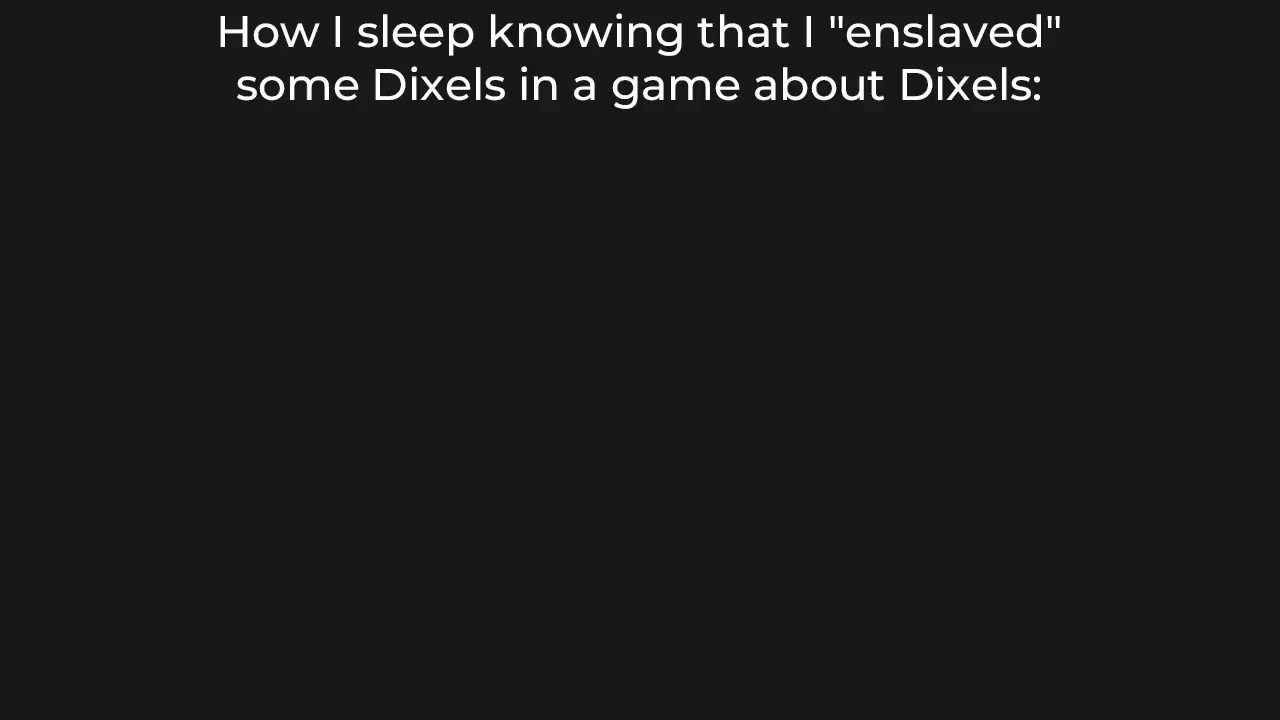 How I sleep knowing that I "enslaved"
some Dixels in a game about Dixels: